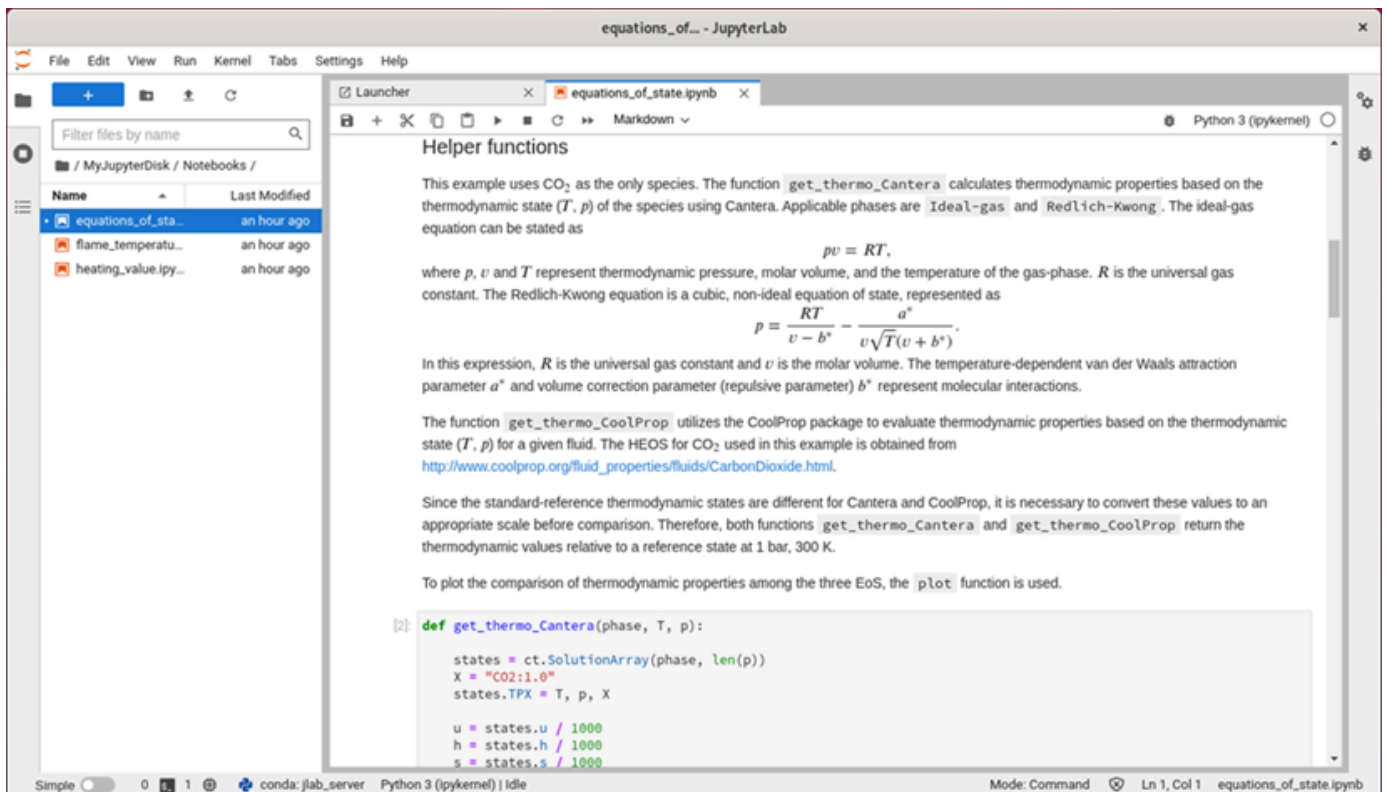 equations_of... - JupyterLab
File Edit View Run Kernel Tabs Settings Help
Launcher
equations_of_state.ipynb
Markdown
Python 3 (ipykernel)
Filter files by name
/ MyJupyterDisk / Notebooks /
Name Last Modified
equations_of_sta... an hour ago
flame_temperatu... an hour ago
heating_value.ipy... an hour ago
Helper functions
This example uses CO₂ as the only species. The function get_thermo_Cantera calculates thermodynamic properties based on the
thermodynamic state (T, p) of the species using Cantera. Applicable phases are Ideal-gas and Redlich-Kwong . The ideal-gas
equation can be stated as
pv = RT,
where p, v and T represent thermodynamic pressure, molar volume, and the temperature of the gas-phase. R is the universal gas
constant. The Redlich-Kwong equation is a cubic, non-ideal equation of state, represented as
p = RT / (v − b*) − a* / (v√T(v + b*)).
In this expression, R is the universal gas constant and v is the molar volume. The temperature-dependent van der Waals attraction
parameter a* and volume correction parameter (repulsive parameter) b* represent molecular interactions.
The function get_thermo_CoolProp utilizes the CoolProp package to evaluate thermodynamic properties based on the thermodynamic
state (T, p) for a given fluid. The HEOS for CO₂ used in this example is obtained from
http://www.coolprop.org/fluid_properties/fluids/CarbonDioxide.html.
Since the standard-reference thermodynamic states are different for Cantera and CoolProp, it is necessary to convert these values to an
appropriate scale before comparison. Therefore, both functions get_thermo_Cantera and get_thermo_CoolProp return the
thermodynamic values relative to a reference state at 1 bar, 300 K.
To plot the comparison of thermodynamic properties among the three EoS, the plot function is used.
[2]: def get_thermo_Cantera(phase, T, p):
states = ct.SolutionArray(phase, len(p))
X = "CO2:1.0"
states.TPX = T, p, X
u = states.u / 1000
h = states.h / 1000
s = states.s / 1000
Simple 0 1 conda: jlab_server Python 3 (ipykernel) | Idle Mode: Command Ln 1, Col 1 equations_of_state.ipynb